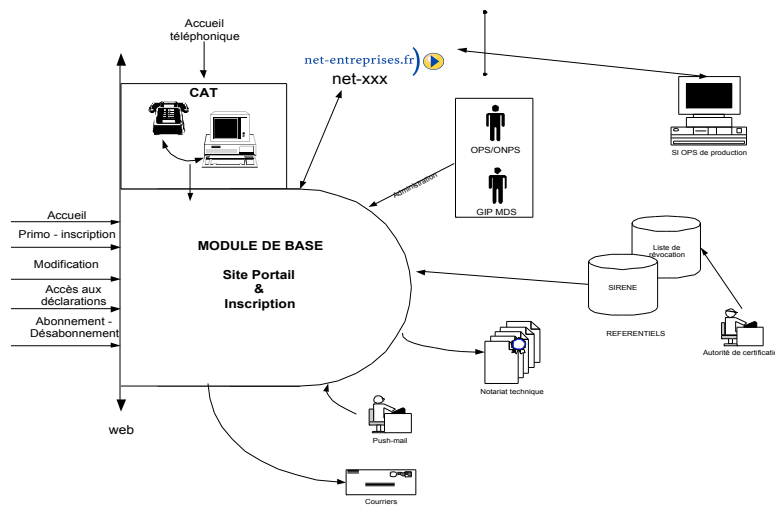 Accueil
téléphonique
net-entreprises.fr
net-xxx
CAT
OPS/ONPS
SI OPS de production
Administration
GIP MDS
Accueil
Primo - inscription
Modification
Accès aux
déclarations
Abonnement -
Désabonnement
MODULE DE BASE
Site Portail
&
Inscription
Liste de
révocation
SIRENE
REFERENTIELS
Autorité de certificatio
Notariat technique
web
Push-mail
Courriers